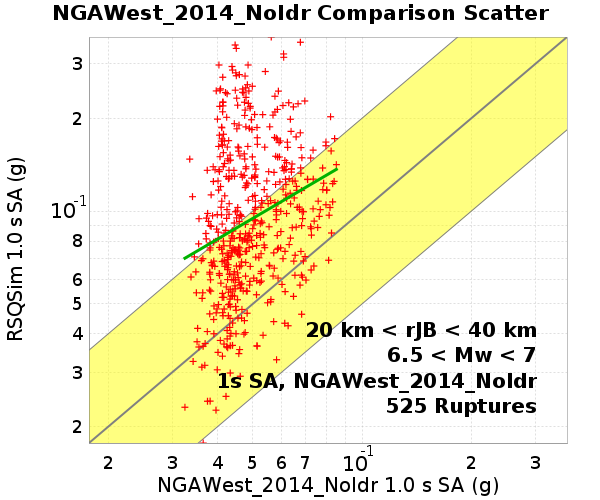 NGAWest_2014_NoIdr Comparison Scatter
RSQSim 1.0 s SA (g)
3
2
10-1
8
6
5
4
3
2
20 km < rJB < 40 km
6.5 < Mw < 7
1s SA, NGAWest_2014_NoIdr
525 Ruptures
2 3 4 5 6 7 10-1 2 3
NGAWest_2014_NoIdr 1.0 s SA (g)